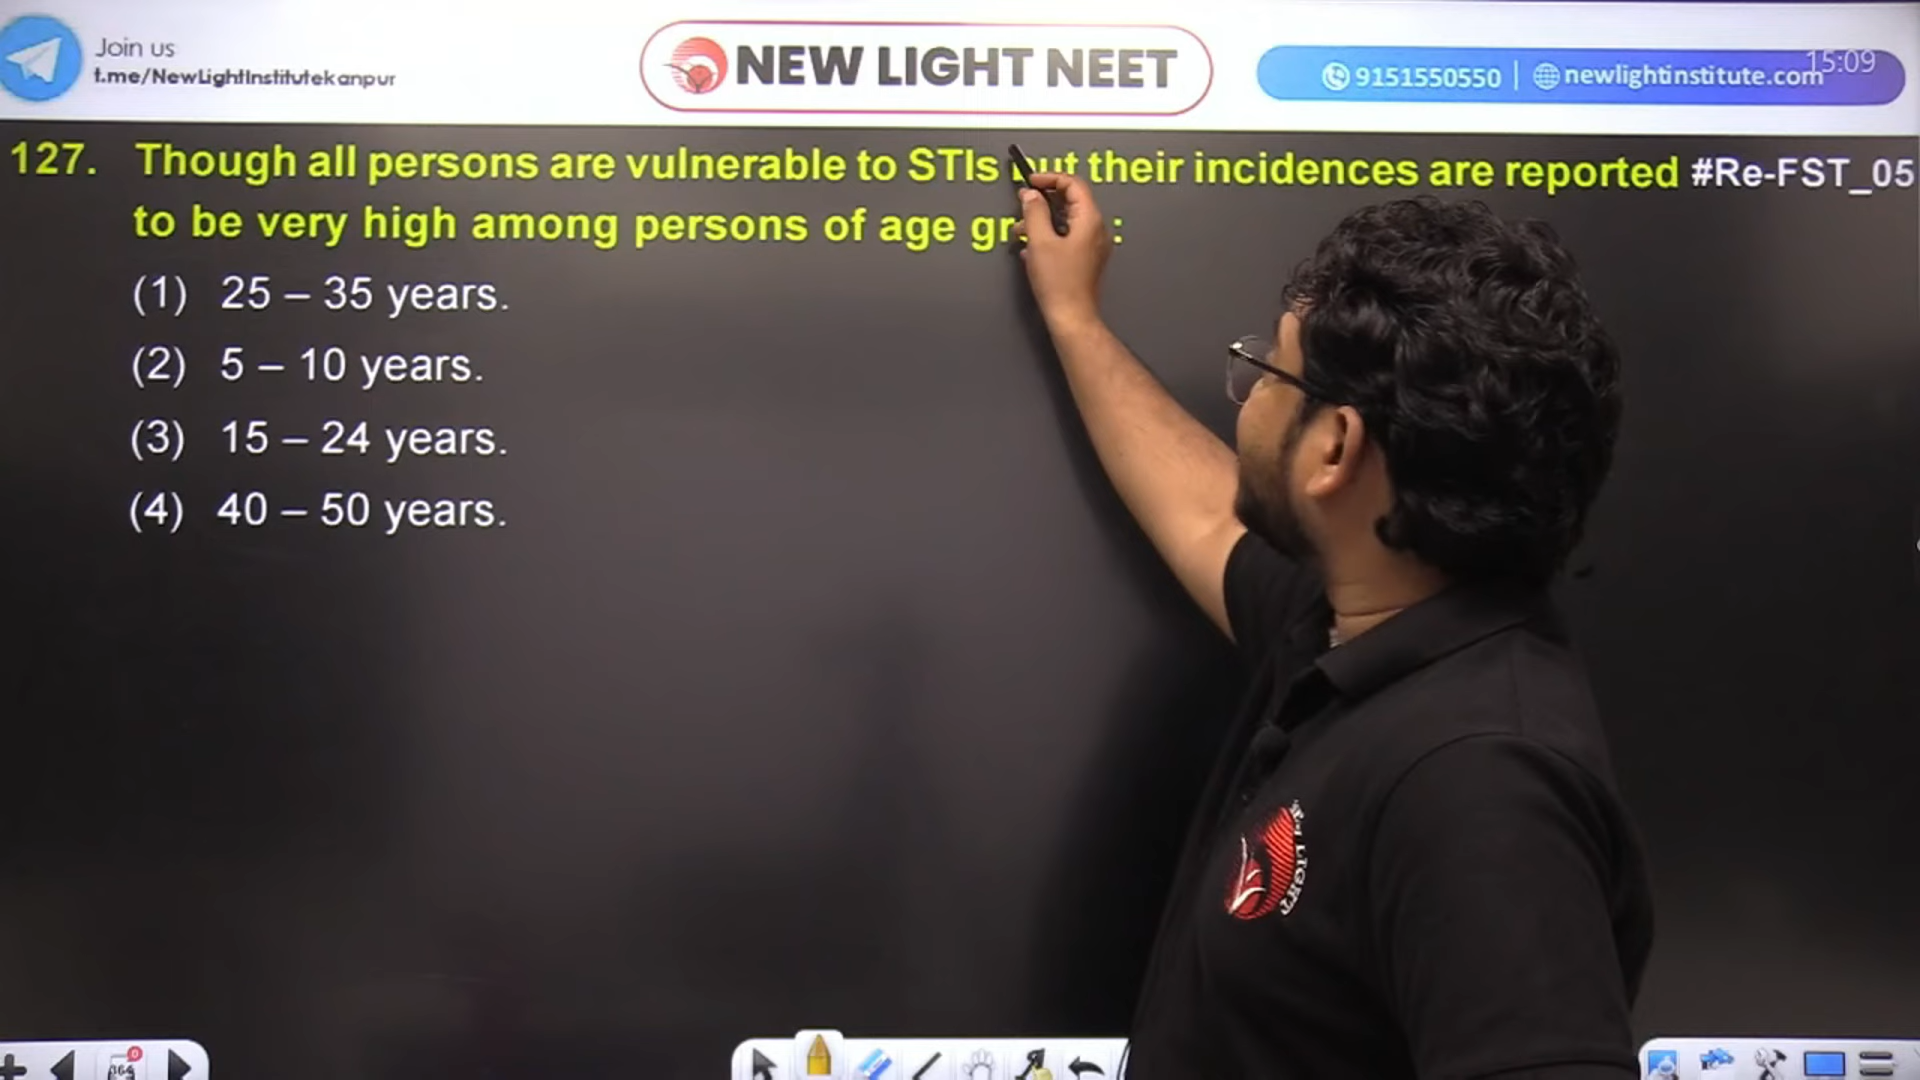 Join us
t.me/NewLightInstitutekanpur
NEW LIGHT NEET
9151550550 | newlightinstitute.com
15:09
127. Though all persons are vulnerable to STIs but their incidences are reported #Re-FST_05
to be very high among persons of age :
(1) 25 – 35 years.
(2) 5 – 10 years.
(3) 15 – 24 years.
(4) 40 – 50 years.
LIGHT